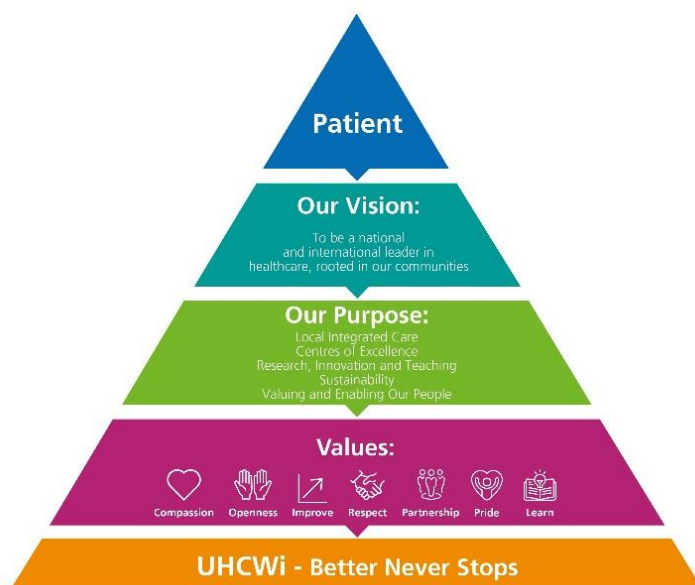 Patient
Our Vision:
To be a national
and international leader in
healthcare, rooted in our communities
Our Purpose:
Local Integrated Care
Centres of Excellence
Research, Innovation and Teaching
Sustainability
Valuing and Enabling Our People
Values:
Compassion Openness Improve Respect Partnership Pride Learn
UHCWi - Better Never Stops